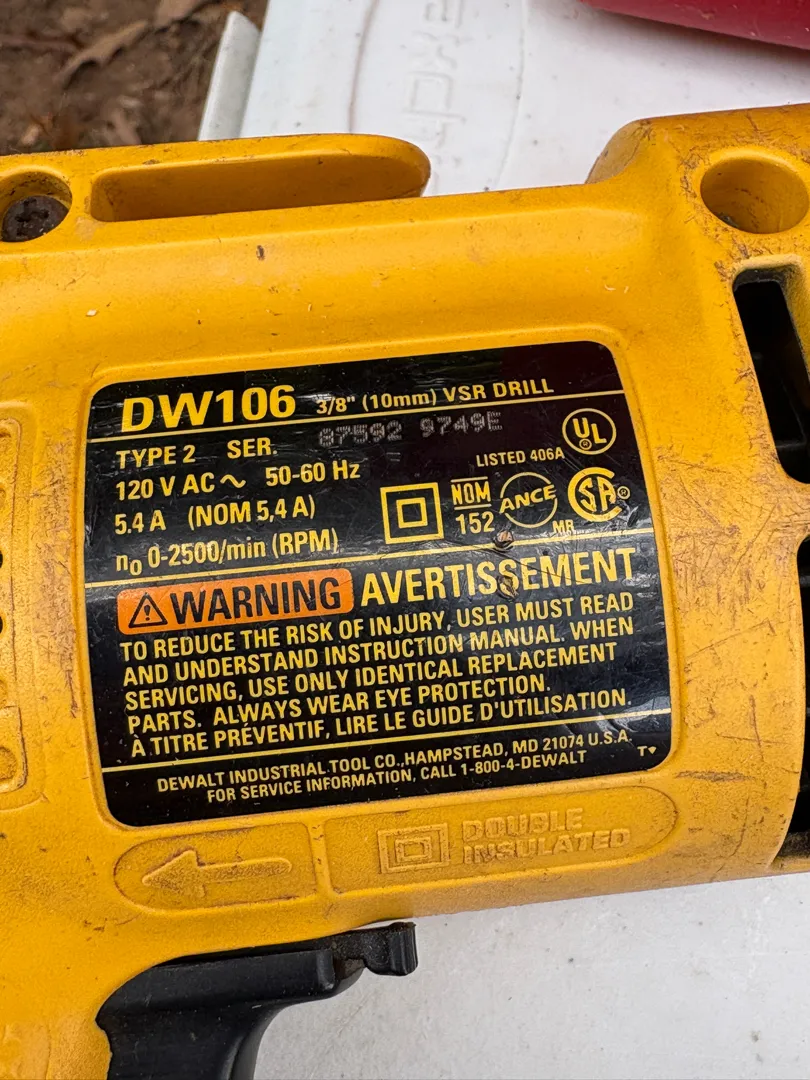 DW106 3/8" (10mm) VSR DRILL
TYPE 2 SER. 87592 9749E
120 V AC ~ 50-60 Hz
5.4 A (NOM 5,4 A)
n₀ 0-2500/min (RPM)
UL
LISTED 406A
NOM
152
ANCE
SA
MR
⚠ WARNING AVERTISSEMENT
TO REDUCE THE RISK OF INJURY, USER MUST READ
AND UNDERSTAND INSTRUCTION MANUAL. WHEN
SERVICING, USE ONLY IDENTICAL REPLACEMENT
PARTS. ALWAYS WEAR EYE PROTECTION.
À TITRE PRÉVENTIF, LIRE LE GUIDE D'UTILISATION.
DEWALT INDUSTRIAL TOOL CO.,HAMPSTEAD, MD 21074 U.S.A.
FOR SERVICE INFORMATION, CALL 1-800-4-DEWALT
DOUBLE
INSULATED